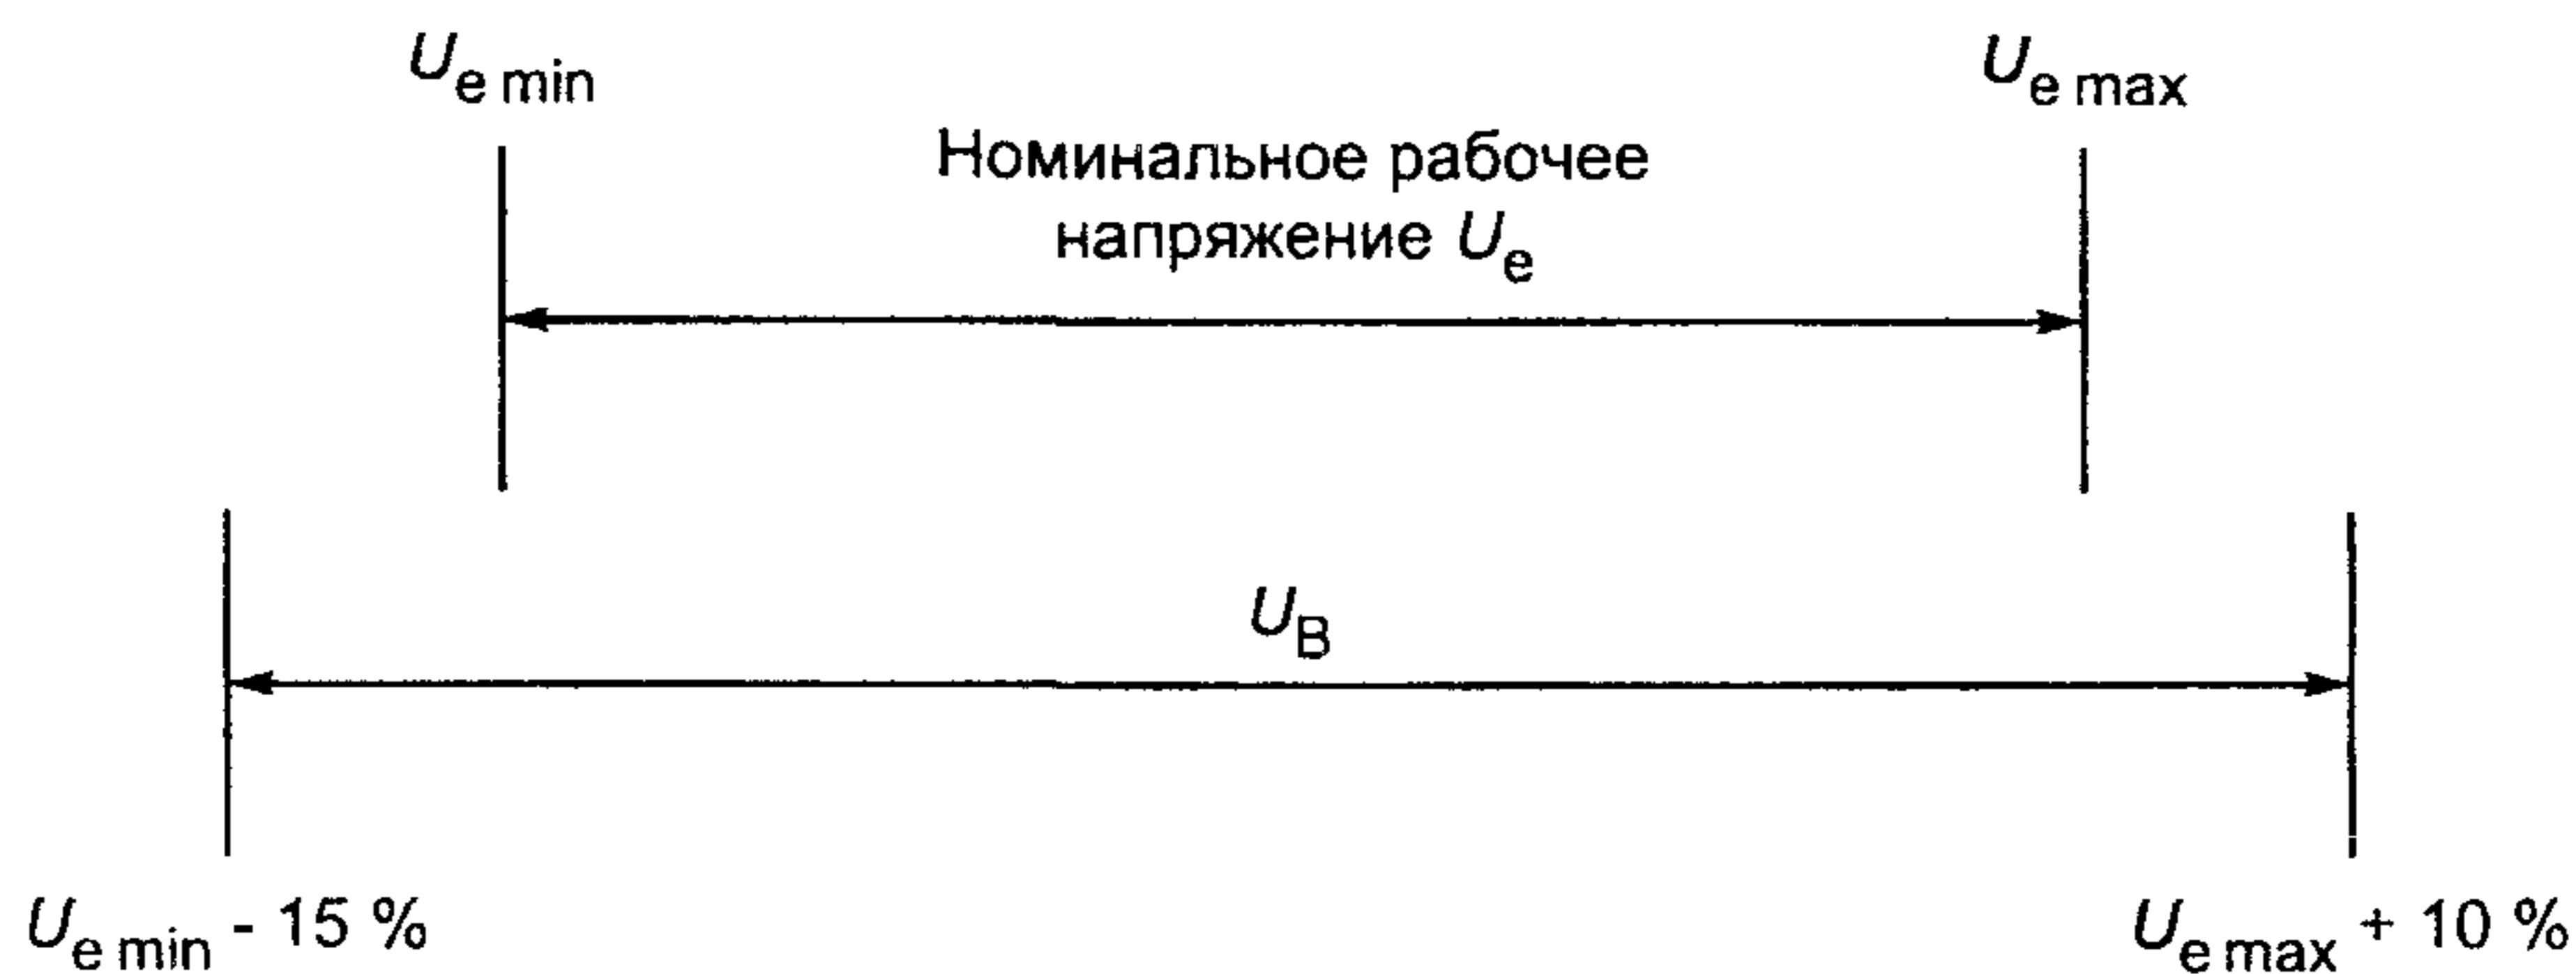 U e min
U e max
Номинальное рабочее
напряжение U e
U B
U e min - 15 %
U e max + 10 %